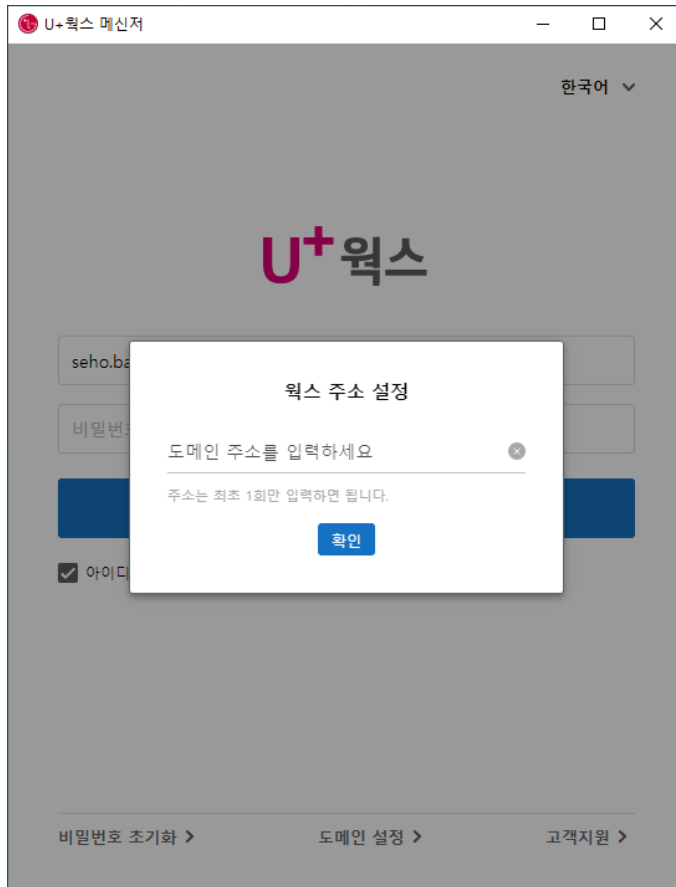 U+웍스 메신저
한국어
U+웍스
seho.ba
웍스 주소 설정
비밀번
도메인 주소를 입력하세요
주소는 최초 1회만 입력하면 됩니다.
확인
아이디
비밀번호 초기화
도메인 설정
고객지원